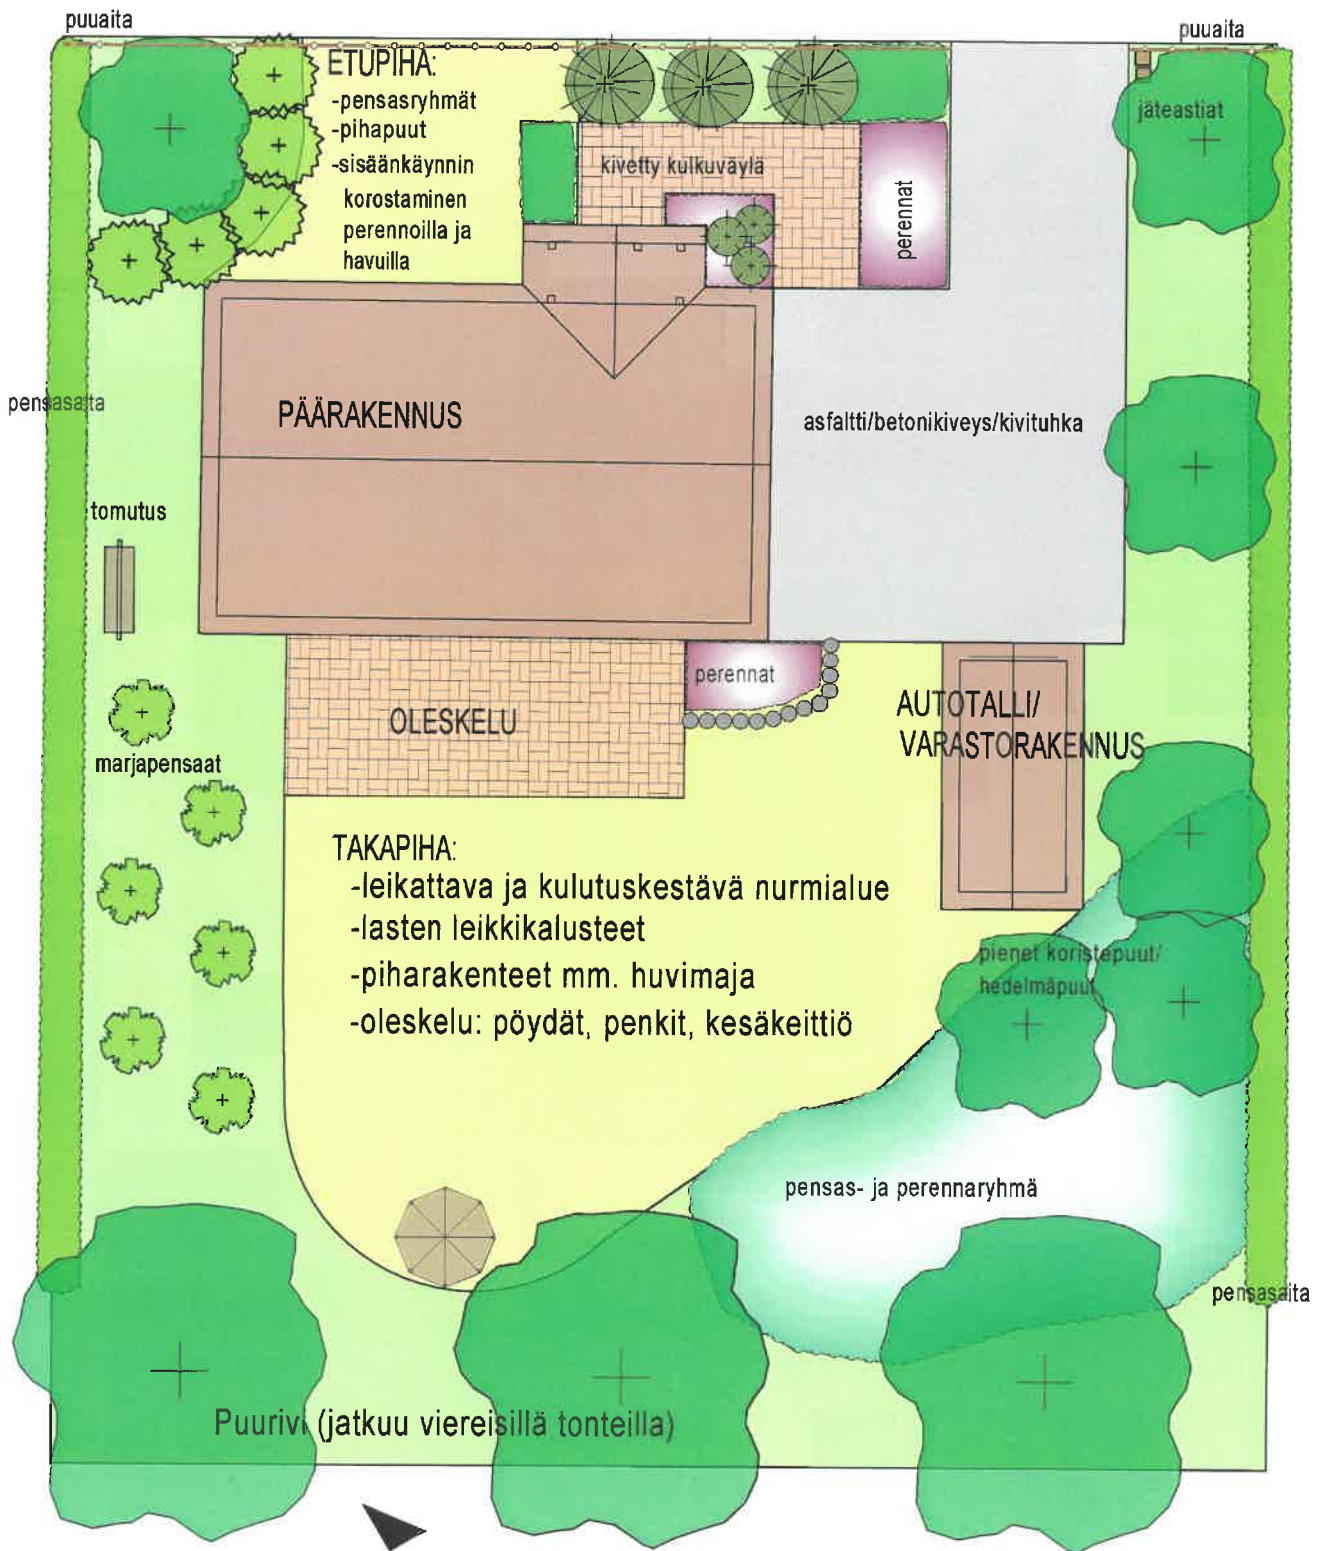 puuaita
puuaita
ETUPIHA:
-pensasryhmät
-pihapuut
-sisäänkäynnin
korostaminen
perennoilla ja
havuilla
kivetty kulkuväylä
perennat
jäteastiat
pensasaita
PÄÄRAKENNUS
asfaltti/betonikiveys/kivituhka
tomutus
perennat
OLESKELU
AUTOTALLI/
VARASTORAKENNUS
marjapensaat
TAKAPIHA:
-leikattava ja kulutuskestävä nurmialue
-lasten leikkikalusteet
-piharakenteet mm. huvimaja
-oleskelu: pöydät, penkit, kesäkeittiö
pienet koristepuut/
hedelmäpuut
pensas- ja perennaryhmä
pensasaita
Puurivi (jatkuu viereisillä tonteilla)